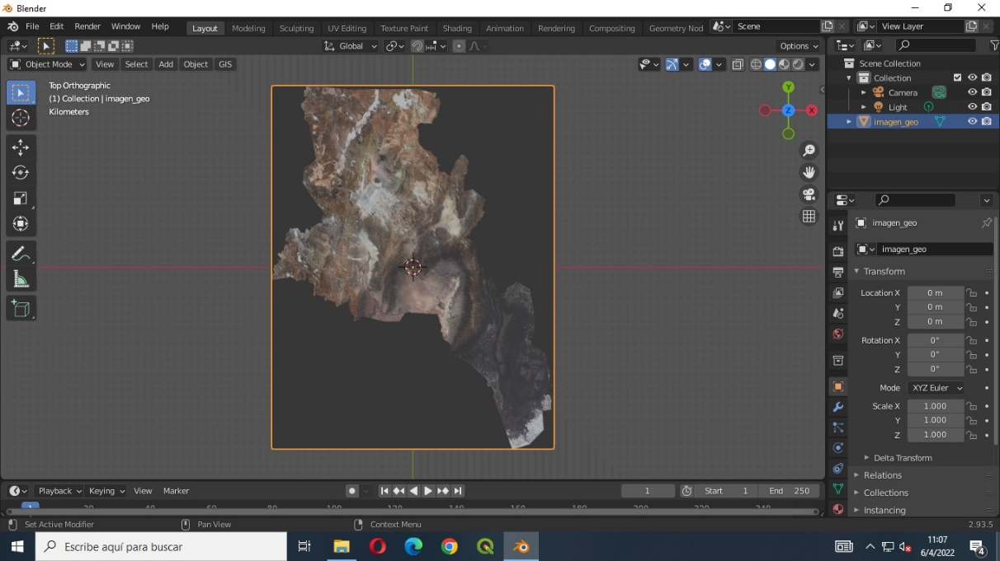 Blender
File Edit Render Window Help Layout Modeling Sculpting UV Editing Texture Paint Shading Animation Rendering Compositing Geometry Nod Scene View Layer
Global Options
Object Mode View Select Add Object GIS
Top Orthographic
(1) Collection | imagen_geo
Kilometers
Y
Z X
Scene Collection
Collection
Camera
Light
imagen_geo
imagen_geo
imagen_geo
Transform
Location X 0 m
Y 0 m
Z 0 m
Rotation X 0°
Y 0°
Z 0°
Mode XYZ Euler
Scale X 1.000
Y 1.000
Z 1.000
Delta Transform
Relations
Collections
Instancing
Playback Keying View Marker 1 Start 1 End 250
1 20 40 60 80 100 120 140 160 180 200 220 240
Set Active Modifier Pan View Context Menu 2.93.5
Escribe aquí para buscar
11:07
6/4/2022
4